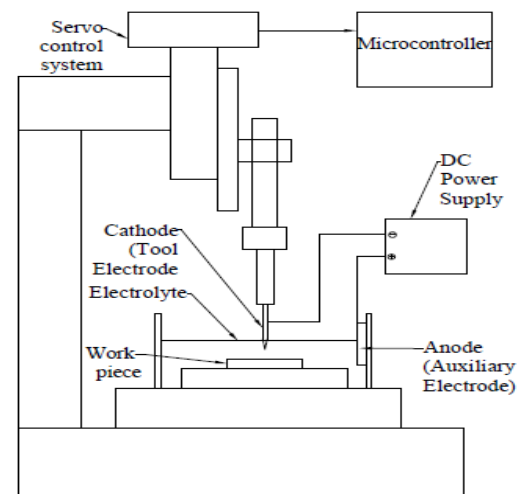 Servo
control
system
Microcontroller
DC
Power
Supply
Cathode
(Tool
Electrode
Electrolyte
Work
piece
Anode
(Auxiliary
Electrode)